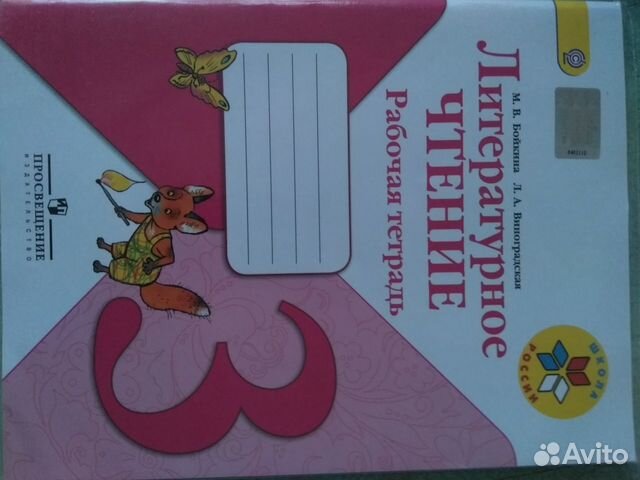 М. В. Бойкина Л. А. Виноградская
Литературное
ЧТЕНИЕ
Рабочая тетрадь
ШКОЛА
РОССИИ
3
ПРОСВЕЩЕНИЕ
ИЗДАТЕЛЬСТВО
Avito